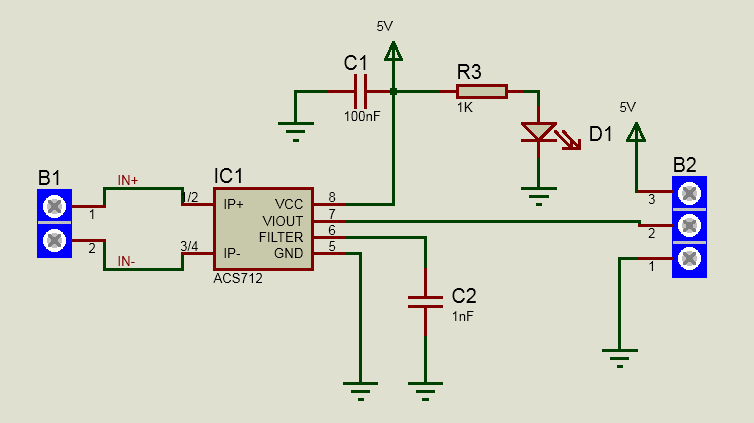 5V
C1
100nF
R3
1K
D1
5V
B2
3
2
1
B1
1
2
IN+
IN-
IC1
1/2
3/4
IP+
IP-
VCC
VIOUT
FILTER
GND
8
7
6
5
ACS712
C2
1nF